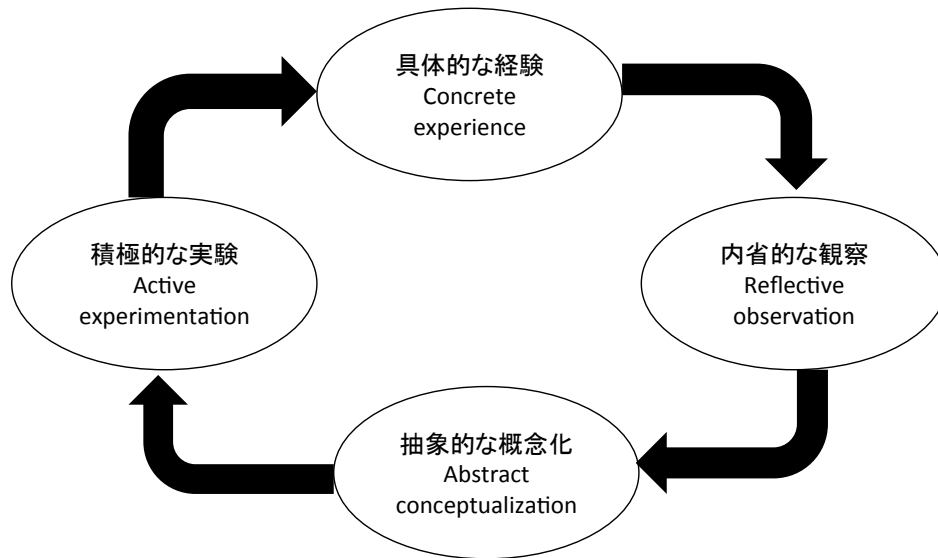 具体的な経験
Concrete
experience
内省的な観察
Reflective
observation
抽象的な概念化
Abstract
conceptualization
積極的な実験
Active
experimentation